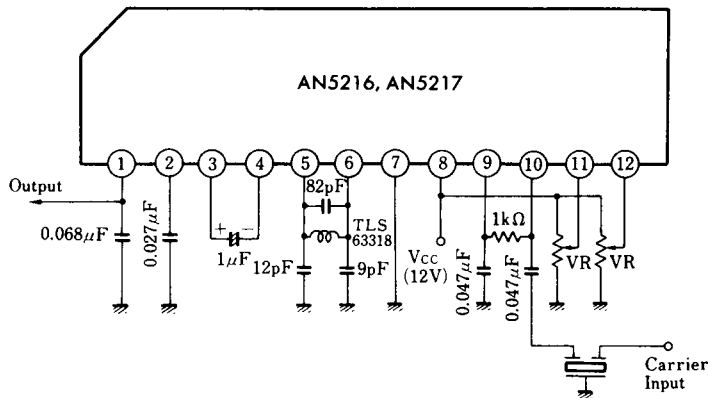 AN5216, AN5217
1 2 3 4 5 6 7 8 9 10 11 12
Output
82pF
1kΩ
0.068μF
0.027μF
+ −
1μF
TLS
63318
12pF
9pF
VCC
(12V)
0.047μF
0.047μF
VR
VR
Carrier
Input